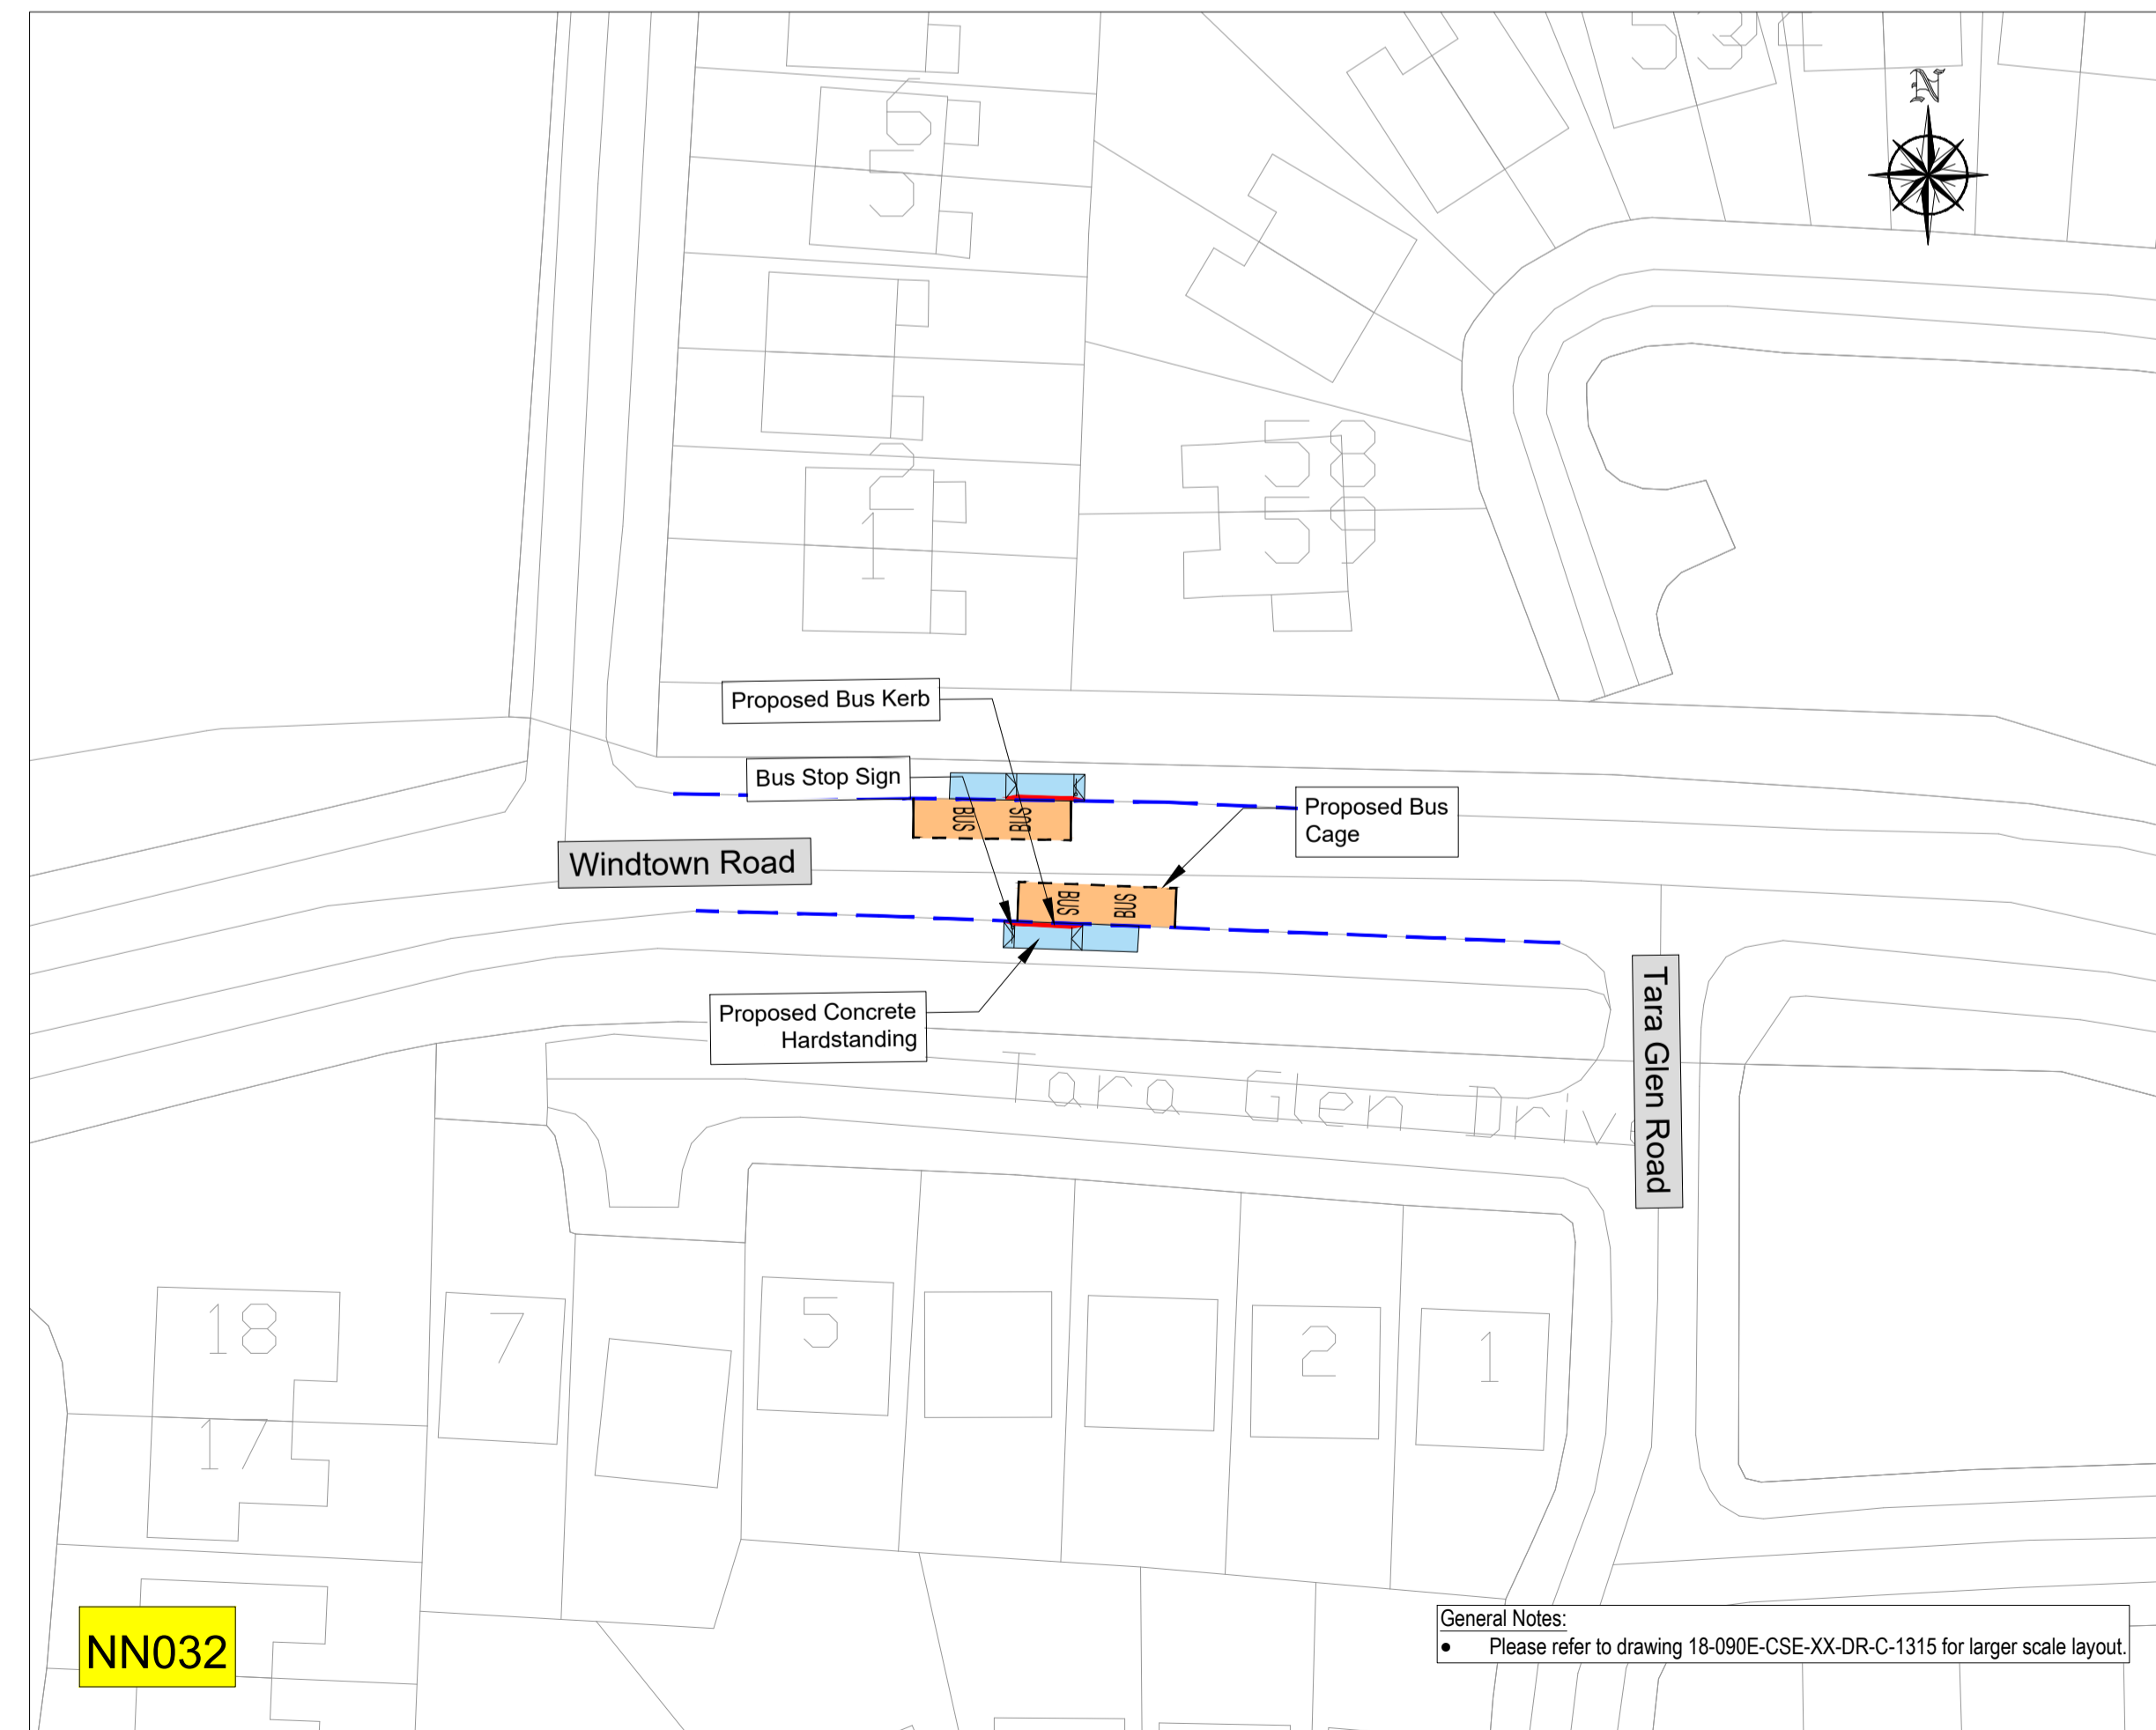 53
N
6
5
58
2
59
1
Proposed Bus Kerb
Bus Stop Sign
BUS BUS
Proposed Bus
Cage
Windtown Road
BUS BUS
Proposed Concrete
Hardstanding
Tara Glen Drive
Tara Glen Road
18
7
5
2
1
17
NN032
General Notes:
• Please refer to drawing 18-090E-CSE-XX-DR-C-1315 for larger scale layout.